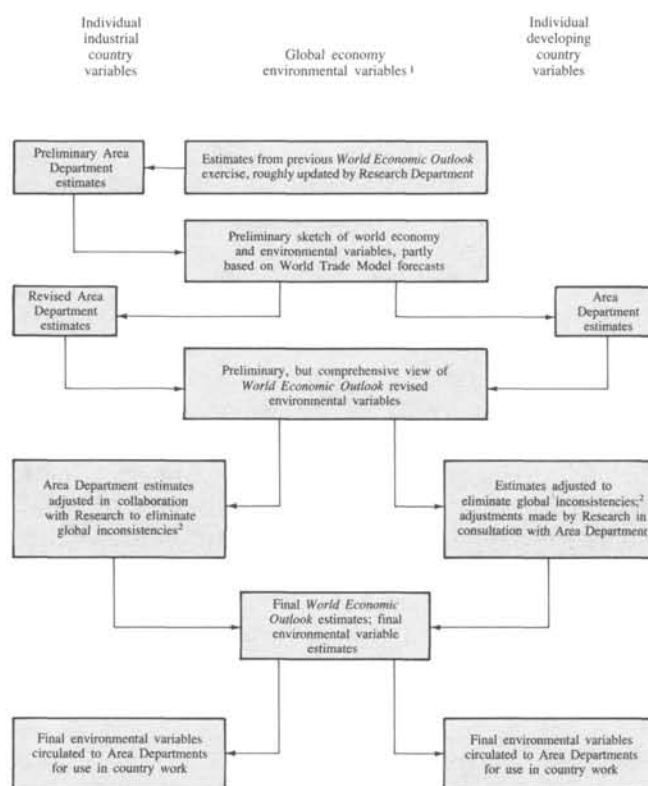 Individual
industrial
country
variables
Global economy
environmental variables ¹
Individual
developing
country
variables
Preliminary Area
Department
estimates
Estimates from previous World Economic Outlook
exercise, roughly updated by Research Department
Preliminary sketch of world economy
and environmental variables, partly
based on World Trade Model forecasts
Revised Area
Department
estimates
Area
Department
estimates
Preliminary, but comprehensive view of
World Economic Outlook revised
environmental variables
Area Department estimates
adjusted in collaboration
with Research to eliminate
global inconsistencies²
Estimates adjusted to
eliminate global inconsistencies;²
adjustments made by Research in
consultation with Area Department
Final World Economic
Outlook estimates; final
environmental variable
estimates
Final environmental variables
circulated to Area Departments
for use in country work
Final environmental variables
circulated to Area Departments
for use in country work